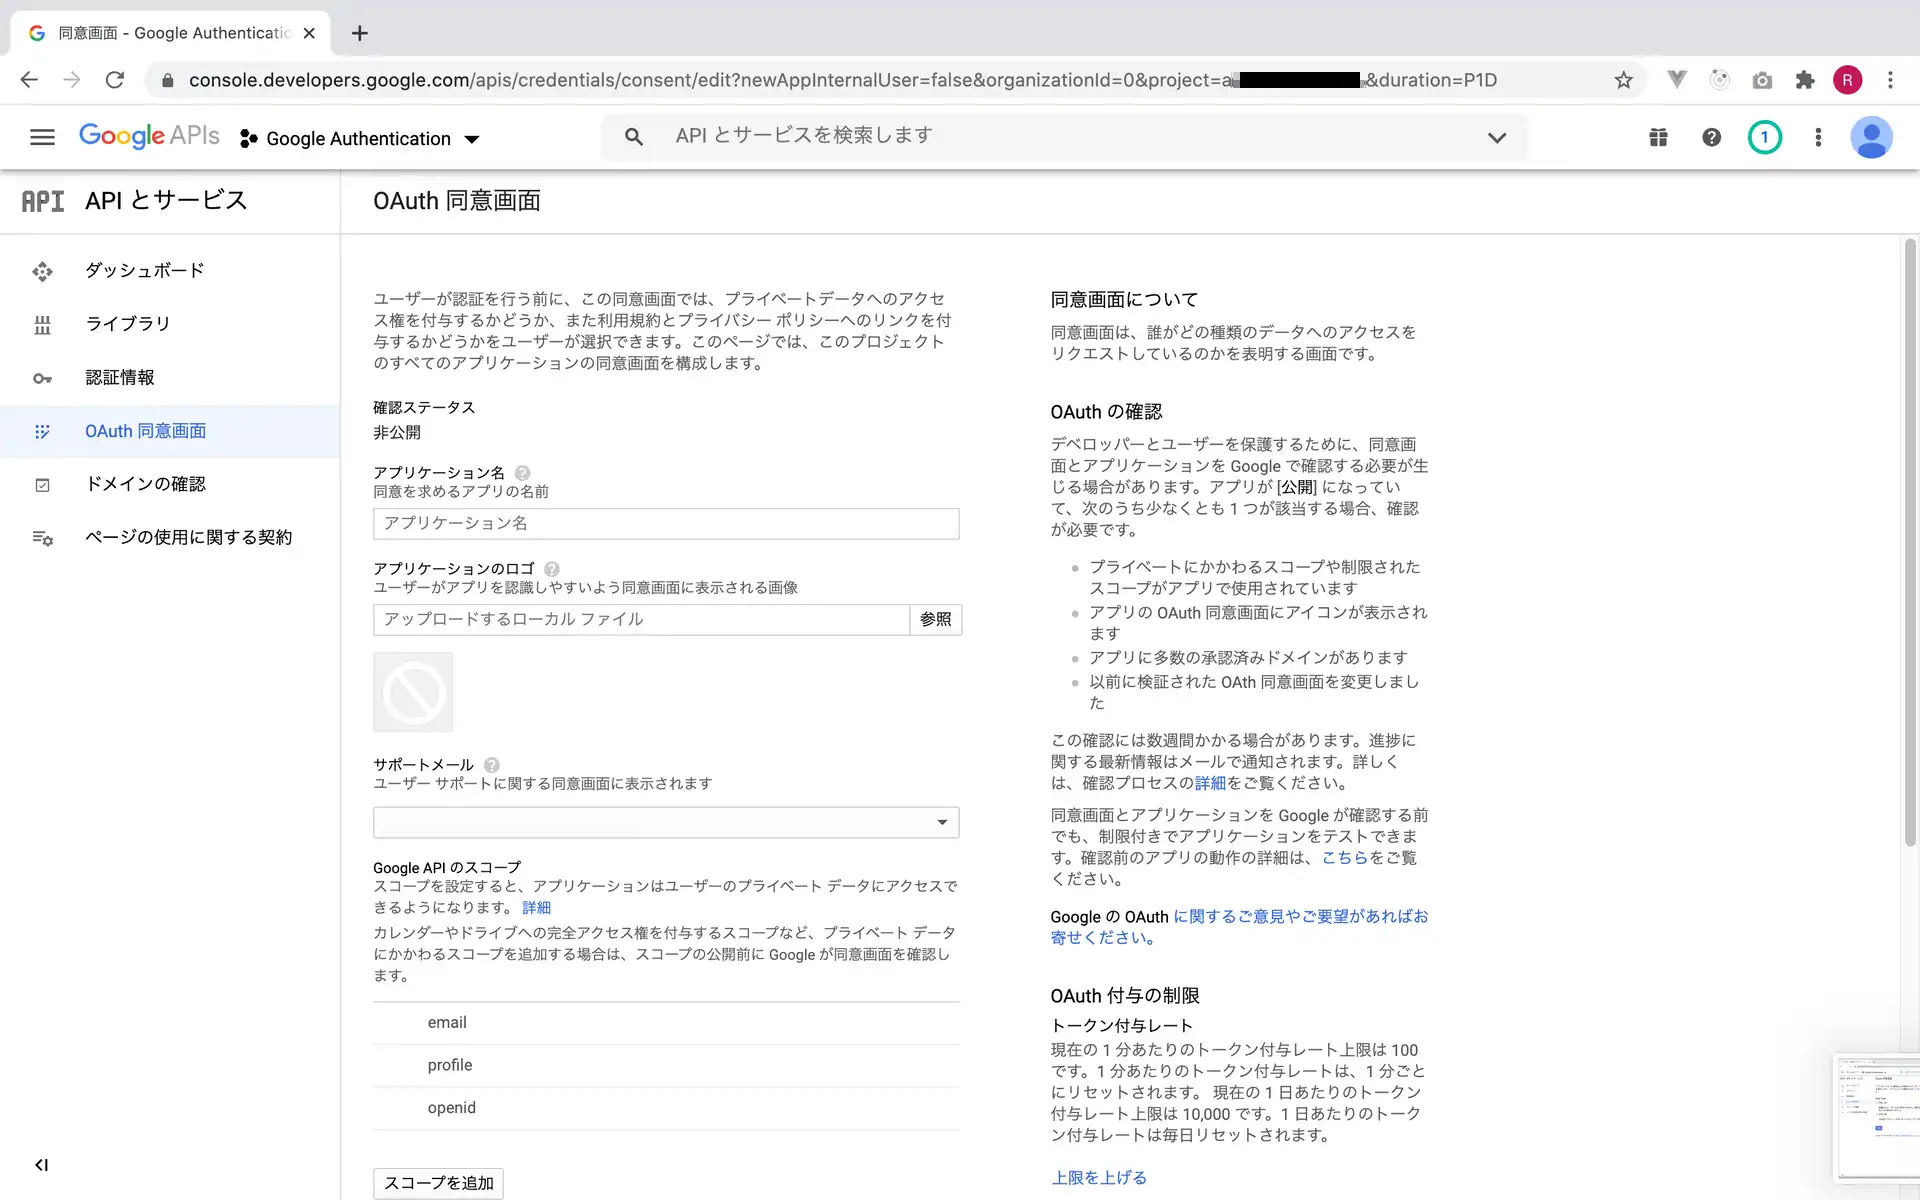 同意画面 - Google Authenticatic
console.developers.google.com/apis/credentials/consent/edit?newAppInternalUser=false&organizationId=0&project=a
&duration=P1D
R
Google APIs
Google Authentication
API とサービスを検索します
1
API
API とサービス
OAuth 同意画面
ダッシュボード
ライブラリ
認証情報
OAuth 同意画面
ドメインの確認
ページの使用に関する契約
ユーザーが認証を行う前に、この同意画面では、プライベートデータへのアクセ
ス権を付与するかどうか、また利用規約とプライバシー ポリシーへのリンクを付
与するかどうかをユーザーが選択できます。このページでは、このプロジェクト
のすべてのアプリケーションの同意画面を構成します。
確認ステータス
非公開
アプリケーション名
同意を求めるアプリの名前
アプリケーション名
アプリケーションのロゴ
ユーザーがアプリを認識しやすいよう同意画面に表示される画像
アップロードするローカル ファイル
参照
サポートメール
ユーザー サポートに関する同意画面に表示されます
Google API のスコープ
スコープを設定すると、アプリケーションはユーザーのプライベート データにアクセスで
きるようになります。 詳細
カレンダーやドライブへの完全アクセス権を付与するスコープなど、プライベート データ
にかかわるスコープを追加する場合は、スコープの公開前に Google が同意画面を確認し
ます。
email
profile
openid
スコープを追加
同意画面について
同意画面は、誰がどの種類のデータへのアクセスを
リクエストしているのかを表明する画面です。
OAuth の確認
デベロッパーとユーザーを保護するために、同意画
面とアプリケーションを Google で確認する必要が生
じる場合があります。アプリが [公開] になってい
て、次のうち少なくとも 1 つが該当する場合、確認
が必要です。
プライベートにかかわるスコープや制限された
スコープがアプリで使用されています
アプリの OAuth 同意画面にアイコンが表示され
ます
アプリに多数の承認済みドメインがあります
以前に検証された OAth 同意画面を変更しまし
た
この確認には数週間かかる場合があります。進捗に
関する最新情報はメールで通知されます。詳しく
は、確認プロセスの詳細をご覧ください。
同意画面とアプリケーションを Google が確認する前
でも、制限付きでアプリケーションをテストできま
す。確認前のアプリの動作の詳細は、こちらをご覧
ください。
Google の OAuth に関するご意見やご要望があればお
寄せください。
OAuth 付与の制限
トークン付与レート
現在の 1 分あたりのトークン付与レート上限は 100
です。1 分あたりのトークン付与レートは、1 分ごと
にリセットされます。 現在の 1 日あたりのトークン
付与レート上限は 10,000 です。1 日あたりのトーク
ン付与レートは毎日リセットされます。
上限を上げる